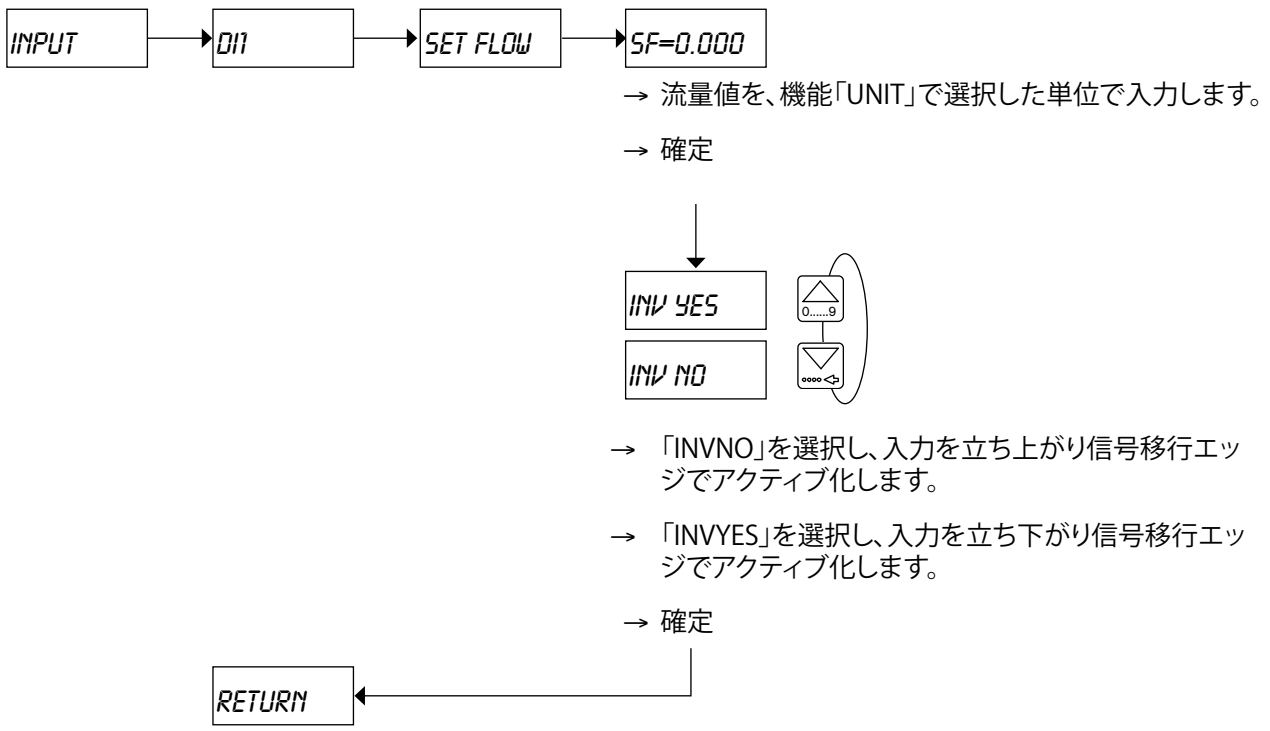 INPUT
DI1
SET FLOW
SF=0.000
→ 流量値を、機能「UNIT」で選択した単位で入力します。
→ 確定
INV YES
0......9
INV NO
→ 「INVNO」を選択し、入力を立ち上がり信号移行エッ
ジでアクティブ化します。
→ 「INVYES」を選択し、入力を立ち下がり信号移行エッ
ジでアクティブ化します。
→ 確定
RETURN